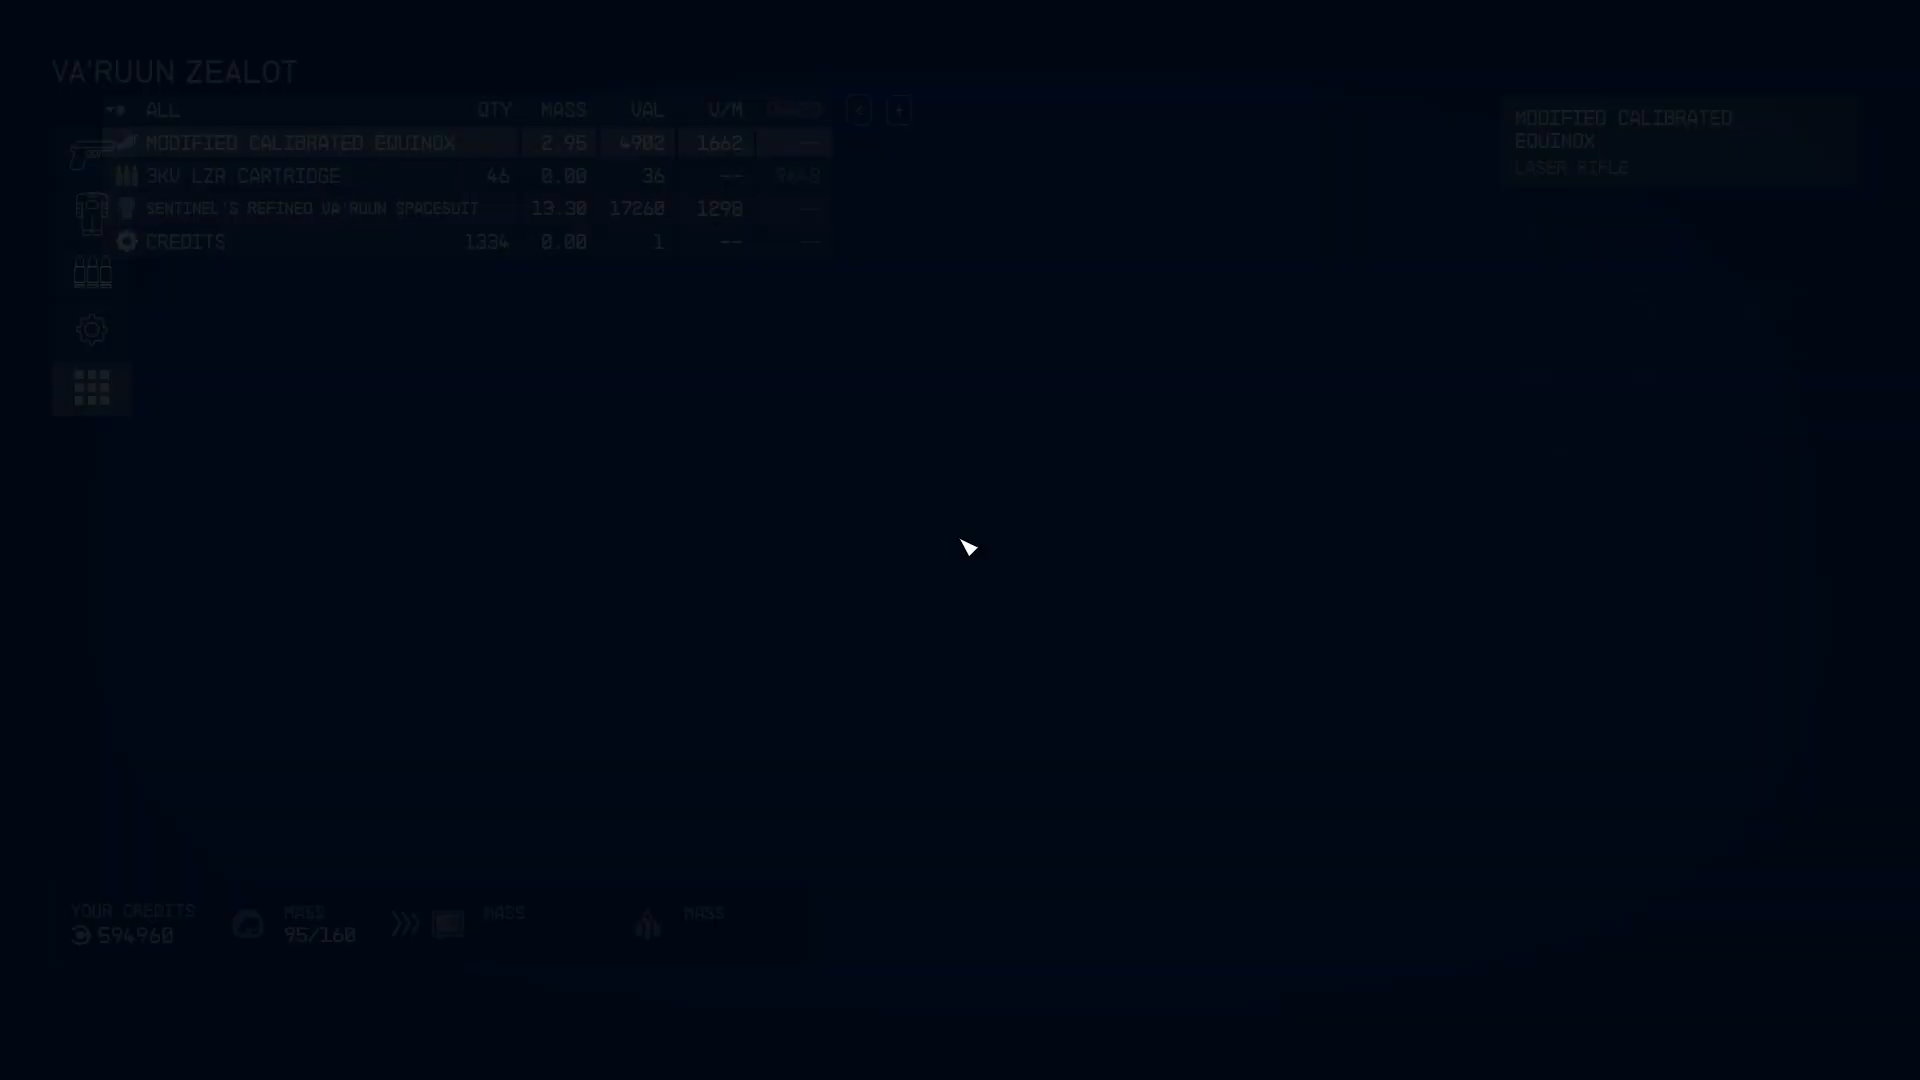 VA'RUUN ZEALOT
ALL QTY MASS VAL V/M < +
MODIFIED CALIBRATED EQUINOX 2.95 4902 1662 --
3KV LZR CARTRIDGE 46 0.00 36 --
SENTINEL'S REFINED VA'RUUN SPACESUIT 13.30 17260 1298 --
CREDITS 1334 0.00 1 -- --
MODIFIED CALIBRATED
EQUINOX
LASER RIFLE
YOUR CREDITS MASS MASS MASS
594960 95/160